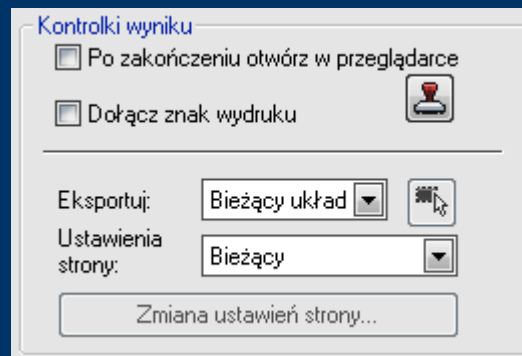 Kontrolki wyniku
Po zakończeniu otwórz w przeglądarce
Dołącz znak wydruku
Eksportuj: Bieżący układ
Ustawienia
strony: Bieżący
Zmiana ustawień strony...